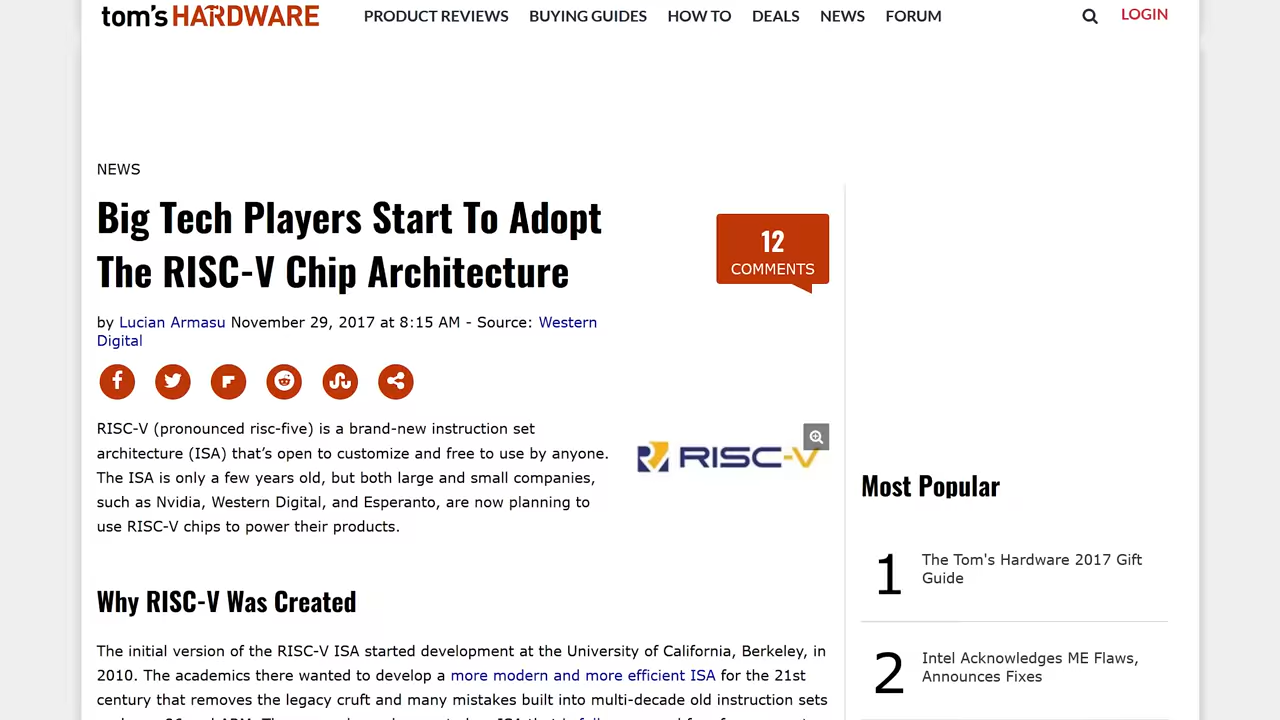 tom's HARDWARE
PRODUCT REVIEWS BUYING GUIDES HOW TO DEALS NEWS FORUM LOGIN
NEWS
Big Tech Players Start To Adopt
The RISC-V Chip Architecture
12
COMMENTS
by Lucian Armasu November 29, 2017 at 8:15 AM - Source: Western
Digital
RISC-V (pronounced risc-five) is a brand-new instruction set
architecture (ISA) that’s open to customize and free to use by anyone.
The ISA is only a few years old, but both large and small companies,
such as Nvidia, Western Digital, and Esperanto, are now planning to
use RISC-V chips to power their products.
RISC-V
Why RISC-V Was Created
The initial version of the RISC-V ISA started development at the University of California, Berkeley, in
2010. The academics there wanted to develop a more modern and more efficient ISA for the 21st
century that removes the legacy cruft and many mistakes built into multi-decade old instruction sets
Most Popular
1
The Tom's Hardware 2017 Gift
Guide
2
Intel Acknowledges ME Flaws,
Announces Fixes